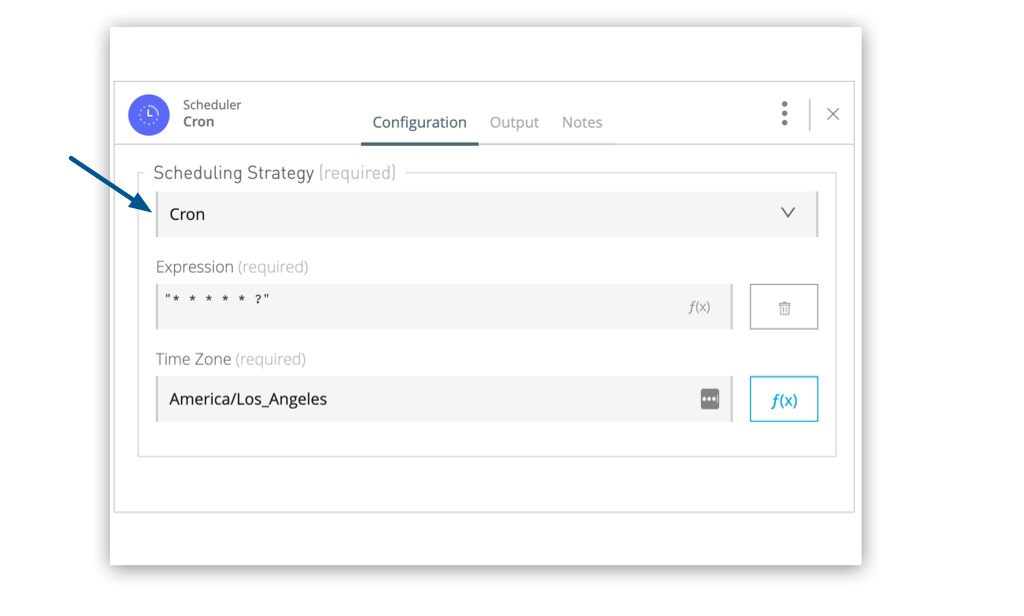 Scheduler
Cron
Configuration Output Notes
Scheduling Strategy (required)
Cron
Expression (required)
"* * * * * ?"
f(x)
Time Zone (required)
America/Los_Angeles
f(x)